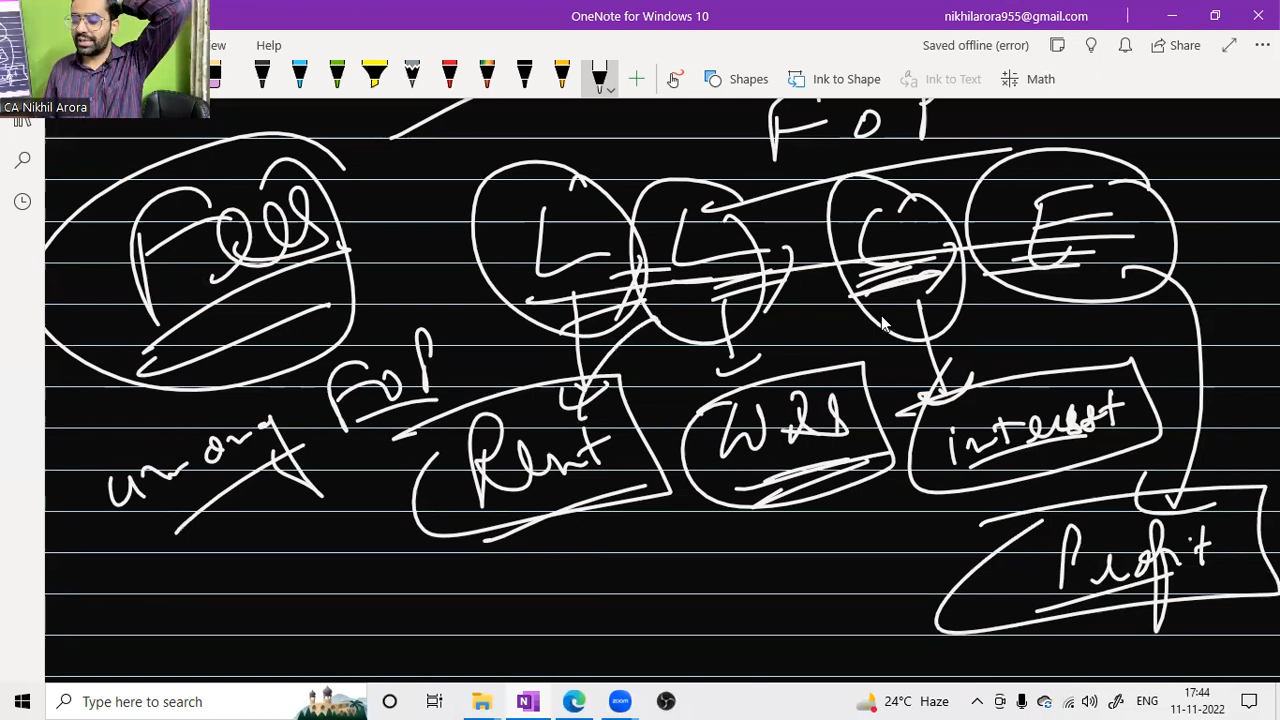 OneNote for Windows 10
nikhilarora955@gmail.com
Help
Saved offline (error)
Share
Shapes
Ink to Shape
Ink to Text
Math
CA Nikhil Arora
FOP
Fees
L L C E
FOP
Rent
interest
Profit
Type here to search
24°C Haze
ENG
17:44
11-11-2022